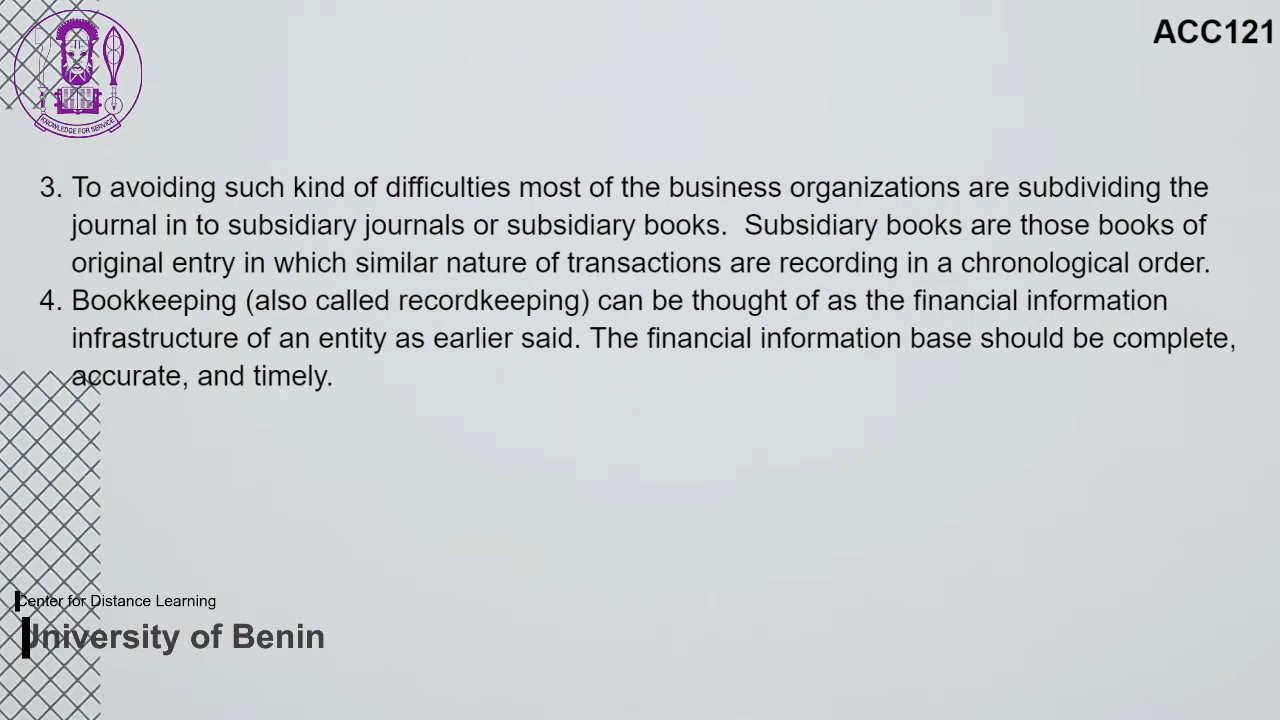 ACC121
KNOWLEDGE FOR SERVICE
3. To avoiding such kind of difficulties most of the business organizations are subdividing the
journal in to subsidiary journals or subsidiary books.  Subsidiary books are those books of
original entry in which similar nature of transactions are recording in a chronological order.
4. Bookkeeping (also called recordkeeping) can be thought of as the financial information
infrastructure of an entity as earlier said. The financial information base should be complete,
accurate, and timely.
Center for Distance Learning
University of Benin